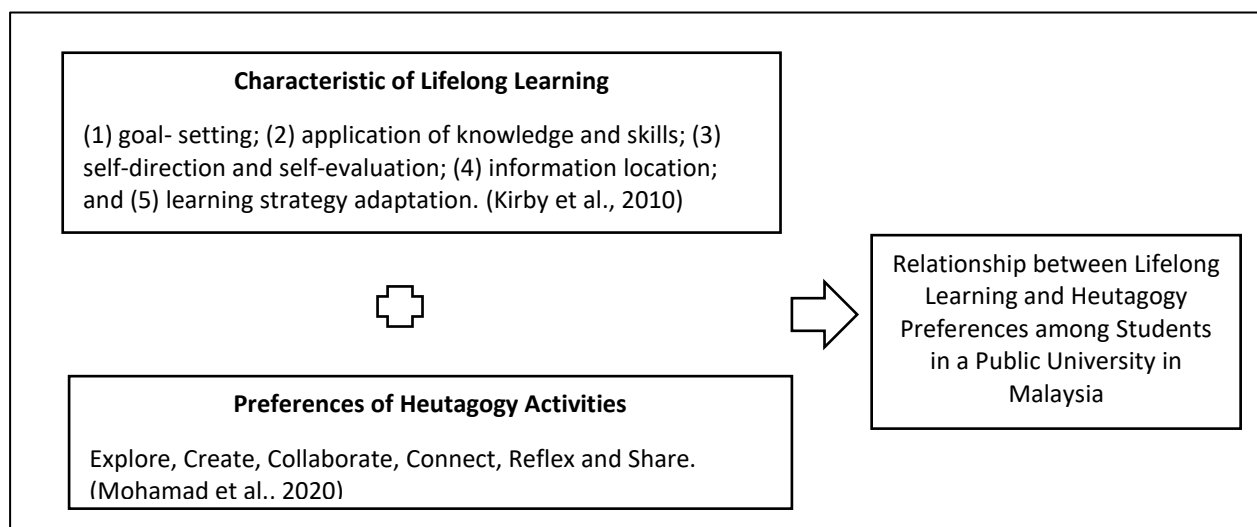 Characteristic of Lifelong Learning
(1) goal- setting; (2) application of knowledge and skills; (3)
self-direction and self-evaluation; (4) information location;
and (5) learning strategy adaptation. (Kirby et al., 2010)
Relationship between Lifelong
Learning and Heutagogy
Preferences among Students
in a Public University in
Malaysia
Preferences of Heutagogy Activities
Explore, Create, Collaborate, Connect, Reflex and Share.
(Mohamad et al., 2020)